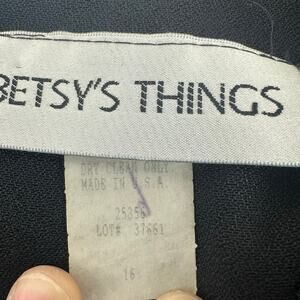 BETSY'S THINGS
DRY CLEAN ONLY
MADE IN U.S.A.
25356
LOT# 37661
16